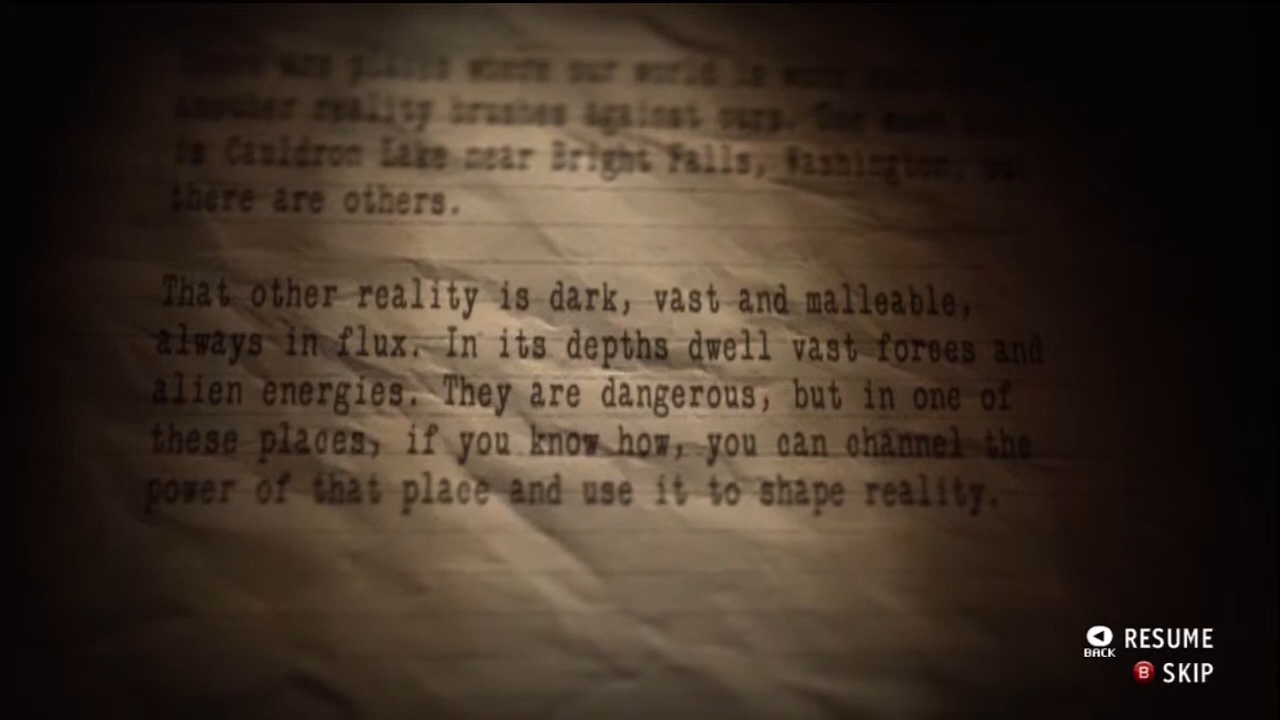 There are places where our world is worn
another reality brushes against ours. One such
is Cauldron Lake near Bright Falls, Washington, but
there are others.
That other reality is dark, vast and malleable,
always in flux. In its depths dwell vast forces and
alien energies. They are dangerous, but in one of
these places, if you know how, you can channel the
power of that place and use it to shape reality.
BACK RESUME
B SKIP